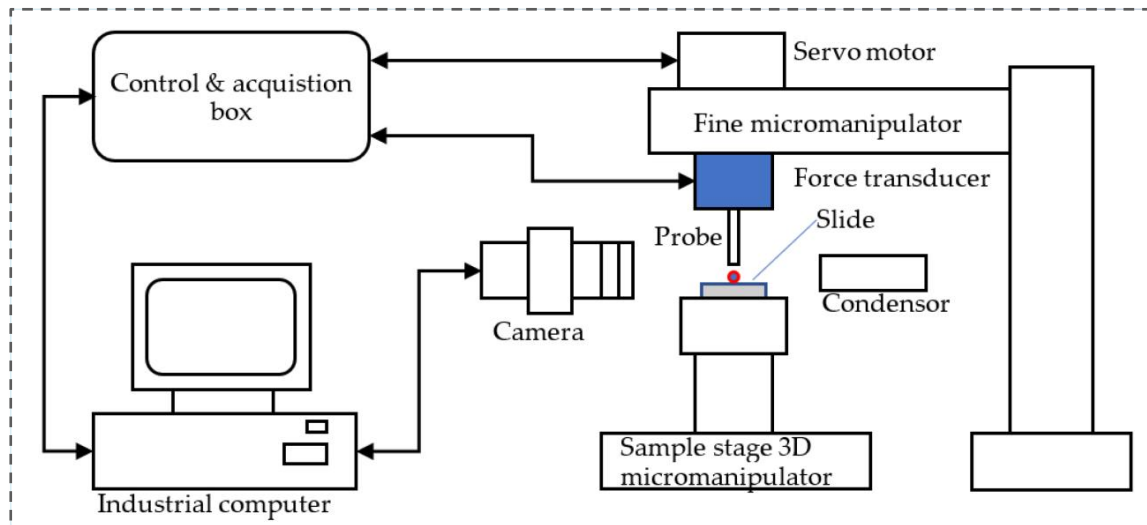 Control & acquistion
box
Servo motor
Fine micromanipulator
Force transducer
Slide
Probe
Condensor
Camera
Sample stage 3D
micromanipulator
Industrial computer